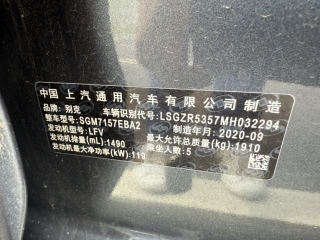 中国 上汽通用汽车有限公司 制造
品牌：别克 车辆识别代号：LSGZR5357MH032294
整车型号：SGM7157EBA2 制造年月：2020-09
发动机型号：LFV 最大允许总质量(kg)：1910
发动机排量(mL)：1490 乘坐人数：5
发动机最大净功率(kW)：119